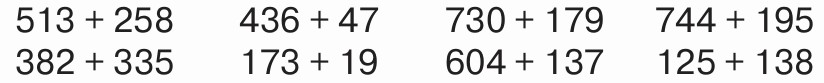 513 + 258 436 + 47 730 + 179 744 + 195
382 + 335 173 + 19 604 + 137 125 + 138